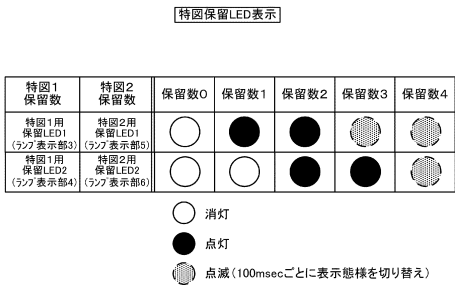 特図保留LED表示
特図1 特図2 保留数0 保留数1 保留数2 保留数3 保留数4
保留数 保留数
特図1用 特図2用
保留LED1 保留LED1
(ランプ表示部3) (ランプ表示部5)
特図1用 特図2用
保留LED2 保留LED2
(ランプ表示部4) (ランプ表示部6)
消灯
点灯
点滅(100msecごとに表示態様を切り替え)